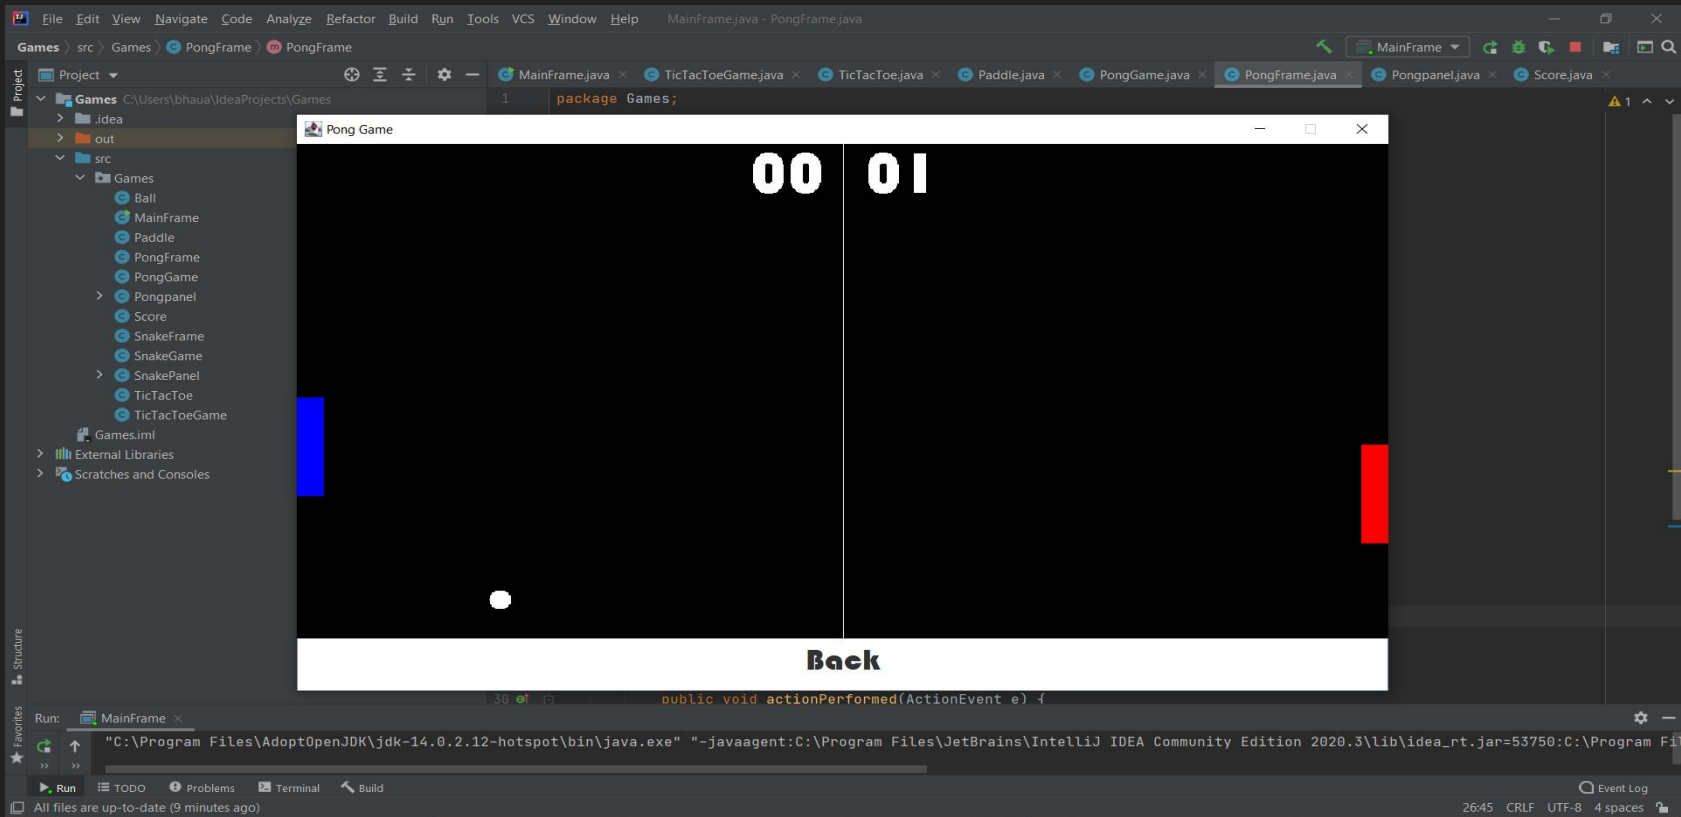 File Edit View Navigate Code Analyze Refactor Build Run Tools VCS Window Help MainFrame.java - PongFrame.java
Games src Games PongFrame PongFrame MainFrame
Project MainFrame.java TicTacToeGame.java TicTacToe.java Paddle.java PongGame.java PongFrame.java Pongpanel.java Score.java
Project
Games C:\Users\bhaua\IdeaProjects\Games
1 package Games;
1
.idea
out
src
Games
Ball
MainFrame
Paddle
PongFrame
PongGame
Pongpanel
Score
SnakeFrame
SnakeGame
SnakePanel
TicTacToe
TicTacToeGame
Games.iml
External Libraries
Scratches and Consoles
Pong Game
00 01
Back
30 public void actionPerformed(ActionEvent e) {
Structure
Favorites
Run: MainFrame
"C:\Program Files\AdoptOpenJDK\jdk-14.0.2.12-hotspot\bin\java.exe" "-javaagent:C:\Program Files\JetBrains\IntelliJ IDEA Community Edition 2020.3\lib\idea_rt.jar=53750:C:\Program Fi
Run TODO Problems Terminal Build Event Log
All files are up-to-date (9 minutes ago) 26:45 CRLF UTF-8 4 spaces